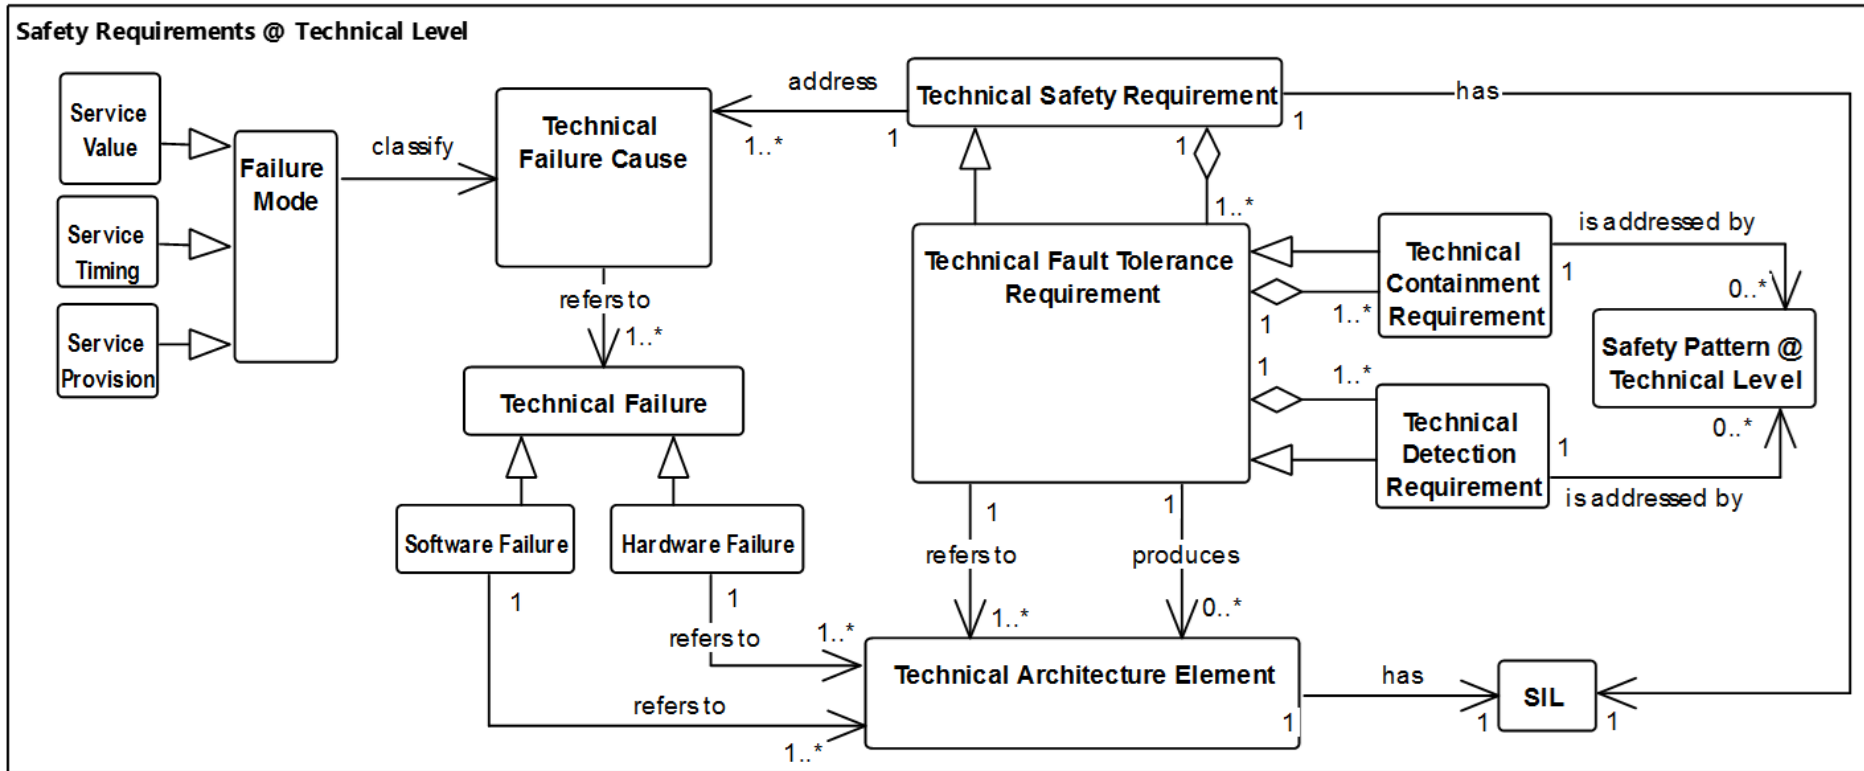 Safety Requirements @ Technical Level
Service
Value
Service
Timing
Service
Provision
Failure
Mode
classify
Technical
Failure Cause
address
1..*
1
Technical Safety Requirement
1
has
1
1..*
refers to
1..*
Technical Failure
Software Failure
Hardware Failure
1
1
refers to
1..*
refers to
1..*
Technical Fault Tolerance
Requirement
1
1..*
1
1..*
Technical
Containment
Requirement
Technical
Detection
Requirement
is addressed by
1
0..*
Safety Pattern @
Technical Level
0..*
1
is addressed by
1
refers to
1..*
1
produces
0..*
Technical Architecture Element
1
has
1
SIL
1